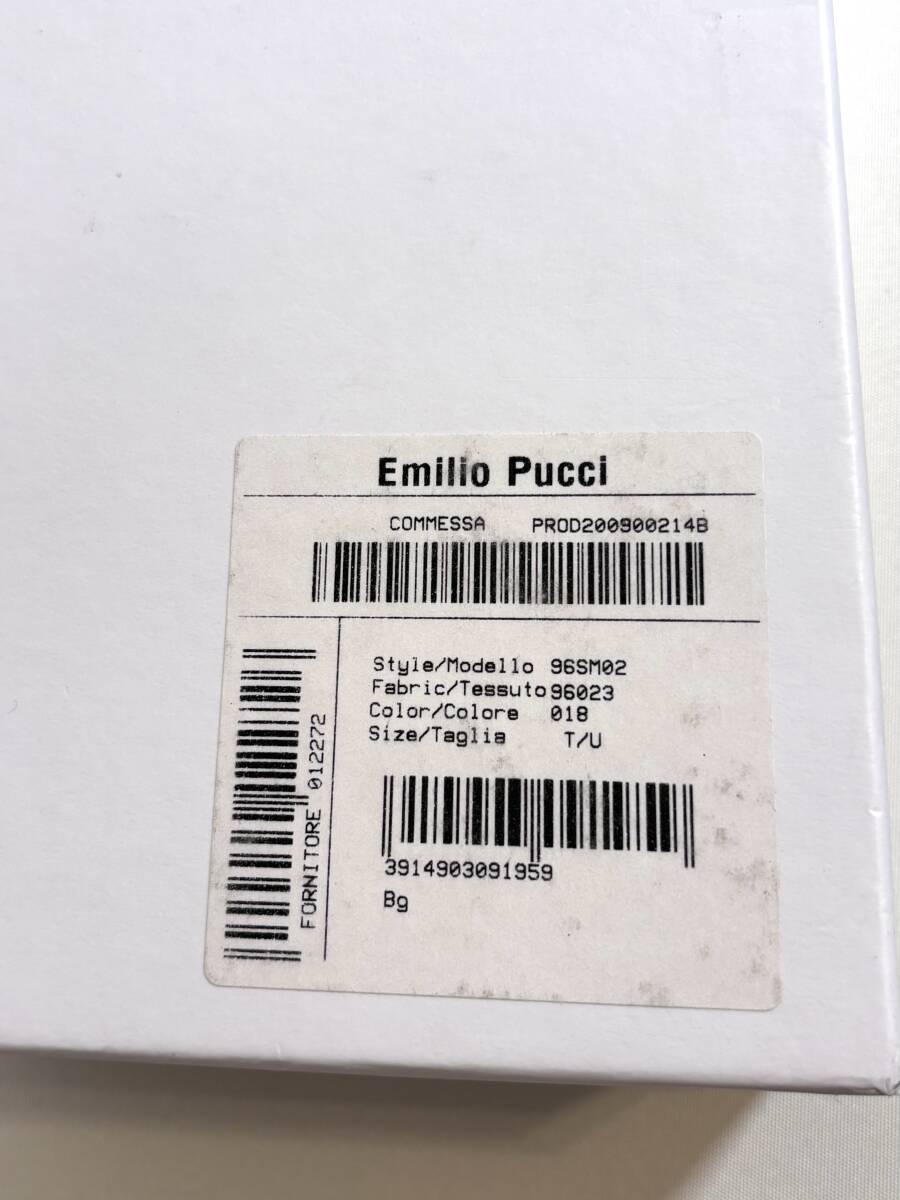 Emilio Pucci
COMMESSA PROD200900214B
Style/Modello 96SM02
Fabric/Tessuto 96023
Color/Colore 018
Size/Taglia T/U
3914903091959
Bg
FORNITORE 012272